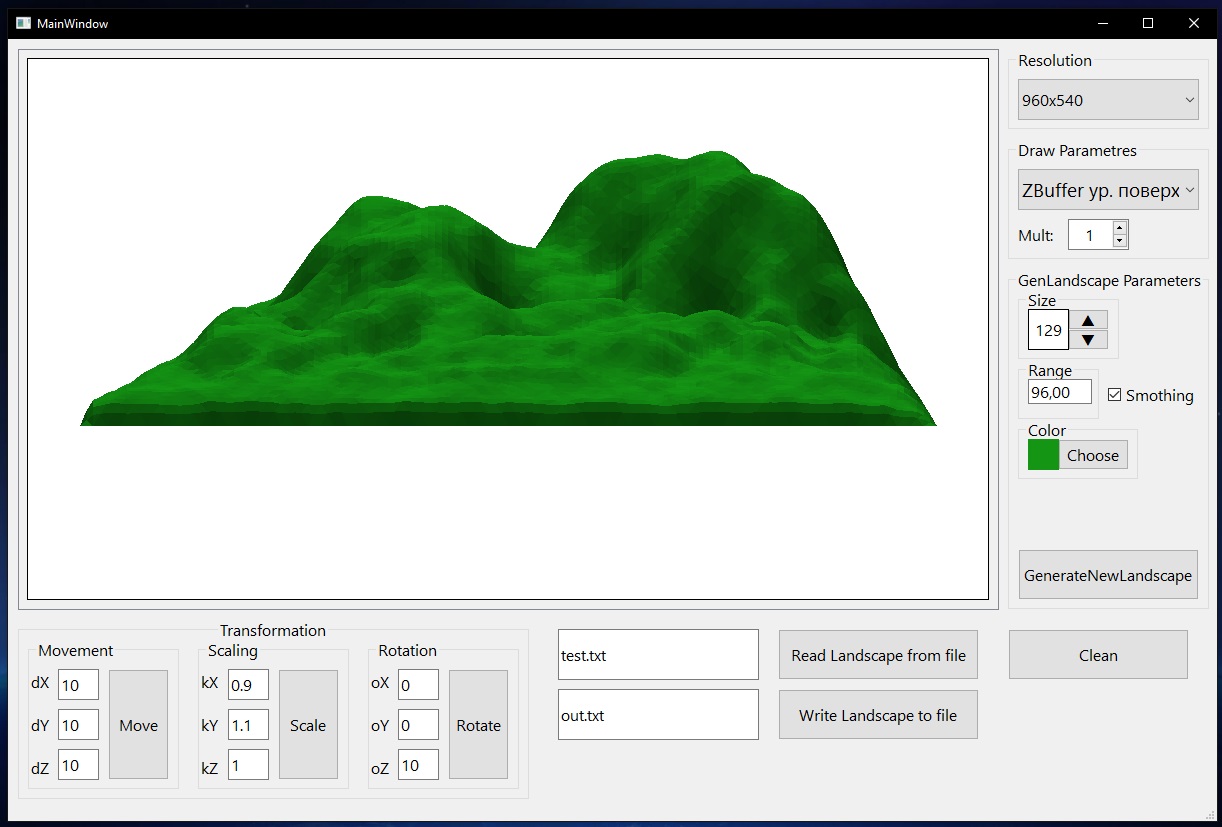 MainWindow
Resolution
960x540
Draw Parametres
ZBuffer ур. поверх
Mult:
1
GenLandscape Parameters
Size
129
Range
96,00
Smothing
Color
Choose
GenerateNewLandscape
Transformation
Movement
dX 10
dY 10
dZ 10
Move
Scaling
kX 0.9
kY 1.1
kZ 1
Scale
Rotation
oX 0
oY 0
oZ 10
Rotate
test.txt
Read Landscape from file
Clean
out.txt
Write Landscape to file